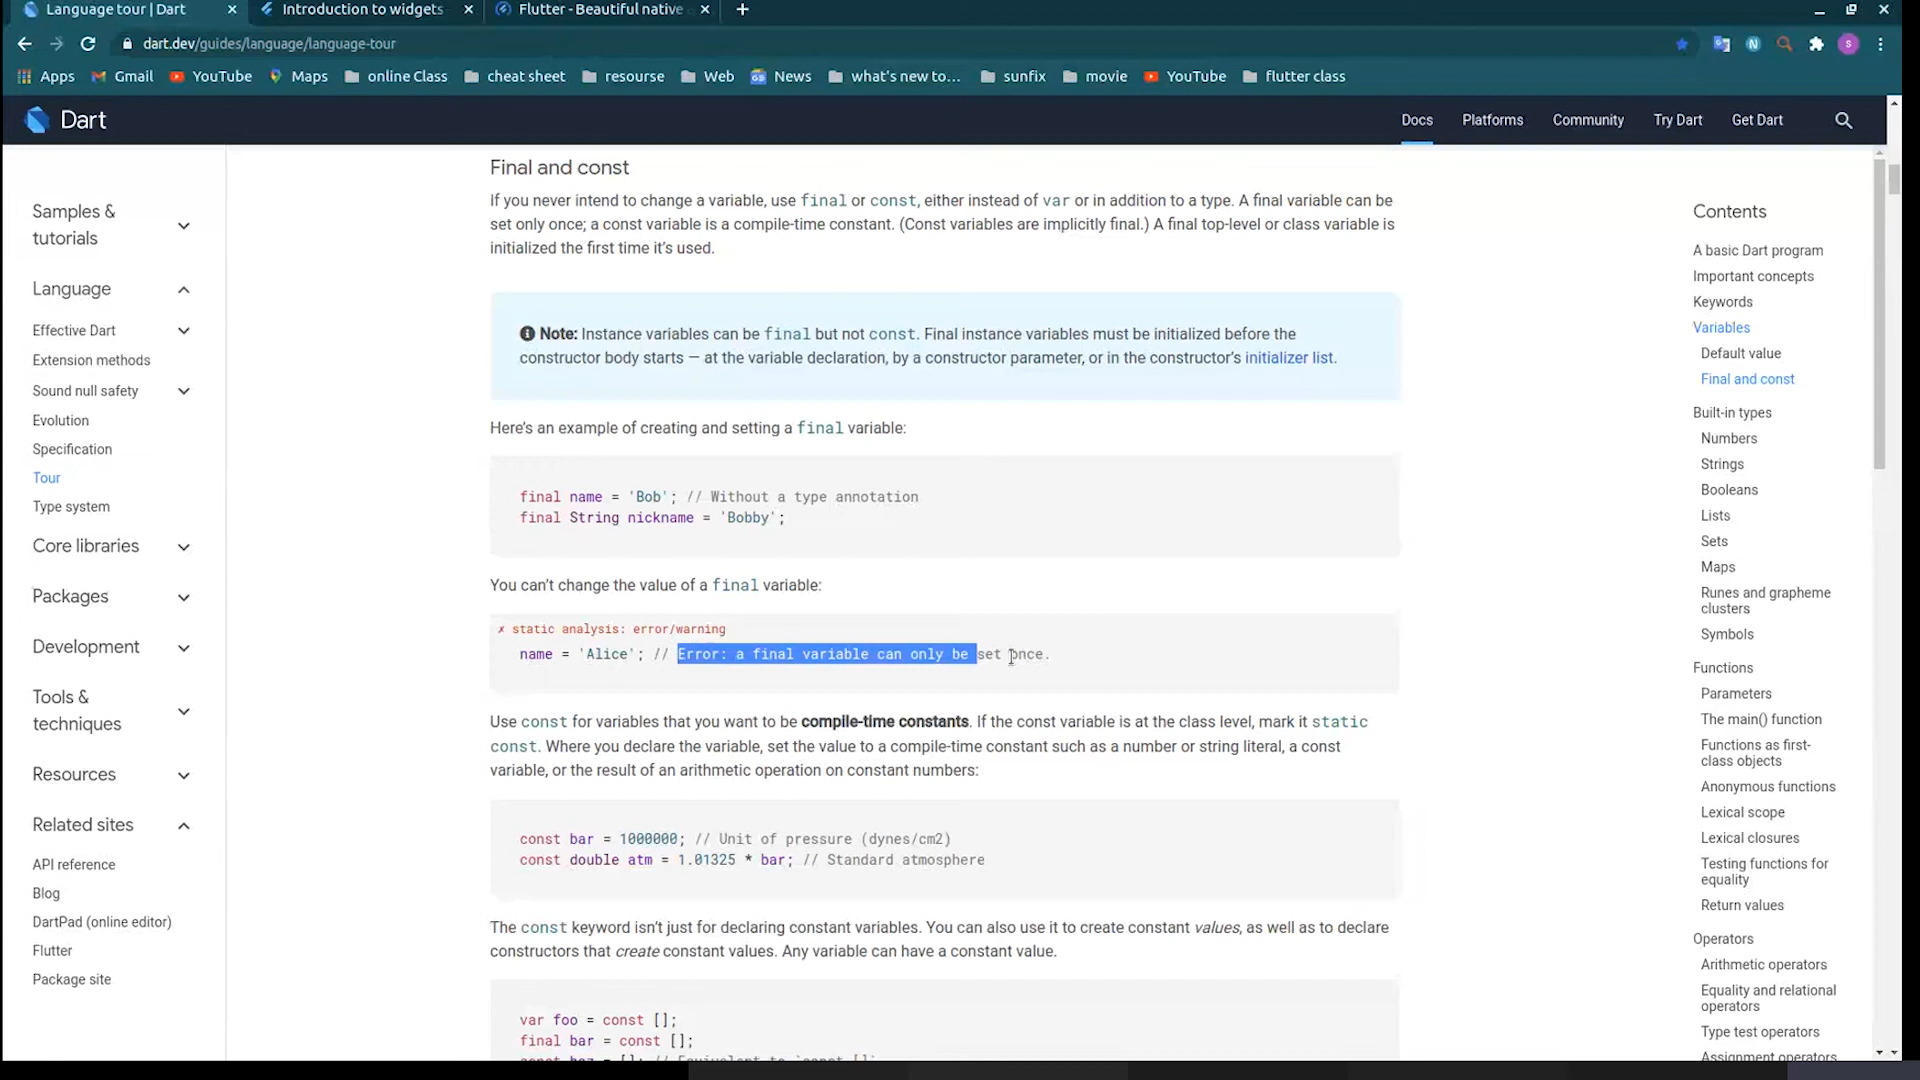 Language tour | Dart
Introduction to widgets
Flutter - Beautiful native
dart.dev/guides/language/language-tour
Apps
Gmail
YouTube
Maps
online Class
cheat sheet
resourse
Web
News
what's new to...
sunfix
movie
YouTube
flutter class
Dart
Docs
Platforms
Community
Try Dart
Get Dart
Samples &
tutorials
Language
Effective Dart
Extension methods
Sound null safety
Evolution
Specification
Tour
Type system
Core libraries
Packages
Development
Tools &
techniques
Resources
Related sites
API reference
Blog
DartPad (online editor)
Flutter
Package site
Final and const
If you never intend to change a variable, use final or const, either instead of var or in addition to a type. A final variable can be
set only once; a const variable is a compile-time constant. (Const variables are implicitly final.) A final top-level or class variable is
initialized the first time it's used.
Note: Instance variables can be final but not const. Final instance variables must be initialized before the
constructor body starts — at the variable declaration, by a constructor parameter, or in the constructor's initializer list.
Here's an example of creating and setting a final variable:
final name = 'Bob'; // Without a type annotation
final String nickname = 'Bobby';
You can't change the value of a final variable:
✗ static analysis: error/warning
name = 'Alice'; // Error: a final variable can only be set once.
Use const for variables that you want to be compile-time constants. If the const variable is at the class level, mark it static
const. Where you declare the variable, set the value to a compile-time constant such as a number or string literal, a const
variable, or the result of an arithmetic operation on constant numbers:
const bar = 1000000; // Unit of pressure (dynes/cm2)
const double atm = 1.01325 * bar; // Standard atmosphere
The const keyword isn't just for declaring constant variables. You can also use it to create constant values, as well as to declare
constructors that create constant values. Any variable can have a constant value.
var foo = const [];
final bar = const [];
const baz = []; // Equivalent to `const []`
Contents
A basic Dart program
Important concepts
Keywords
Variables
Default value
Final and const
Built-in types
Numbers
Strings
Booleans
Lists
Sets
Maps
Runes and grapheme
clusters
Symbols
Functions
Parameters
The main() function
Functions as first-
class objects
Anonymous functions
Lexical scope
Lexical closures
Testing functions for
equality
Return values
Operators
Arithmetic operators
Equality and relational
operators
Type test operators
Assignment operators